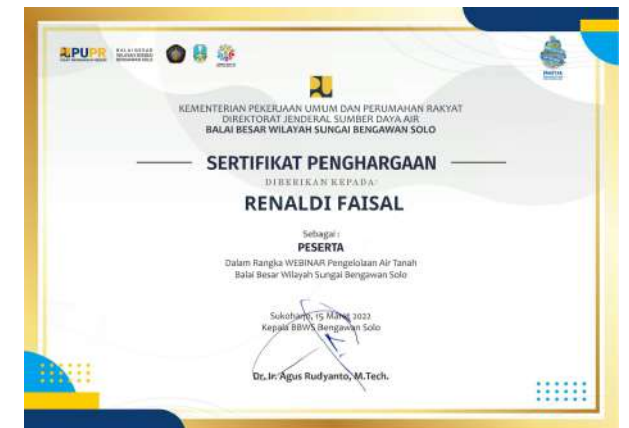 PUPR
KEMENTERIAN PEKERJAAN UMUM DAN PERUMAHAN RAKYAT
DIREKTORAT JENDERAL SUMBER DAYA AIR
BALAI BESAR WILAYAH SUNGAI BENGAWAN SOLO
SERTIFIKAT PENGHARGAAN
DIBERIKAN KEPADA:
RENALDI FAISAL
Sebagai :
PESERTA
Dalam Rangka WEBINAR Pengelolaan Air Tanah
Balai Besar Wilayah Sungai Bengawan Solo
Sukoharjo, 15 Maret 2022
Kepala BBWS Bengawan Solo
Dr. Ir. Agus Rudyanto, M.Tech.